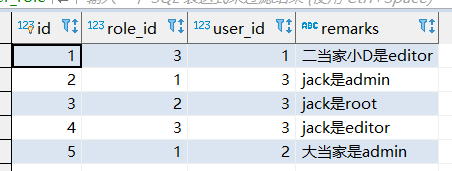 id role_id user_id ABC remarks
1 3 1 二当家小D是editor
2 1 3 jack是admin
3 2 3 jack是root
4 3 3 jack是editor
5 1 2 大当家是admin